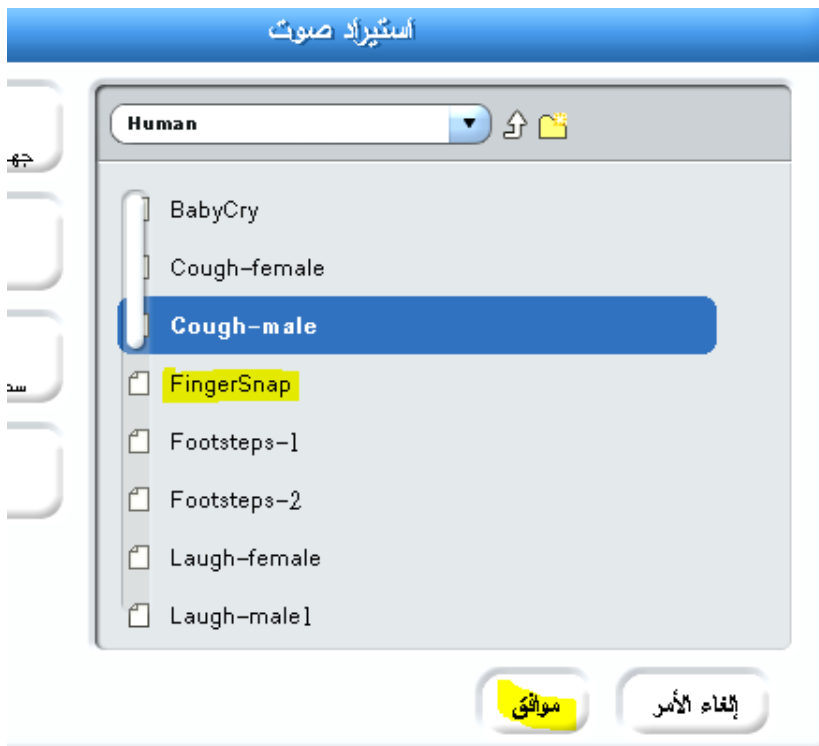 استيراد صوت
Human
BabyCry
Cough-female
Cough-male
FingerSnap
Footsteps-1
Footsteps-2
Laugh-female
Laugh-male1
إلغاء الأمر
موافق